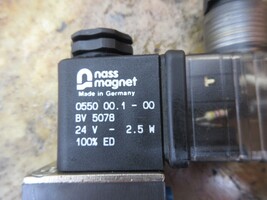 nass
magnet
Made in Germany
0550 00.1 - 00
BV 5078
24 V - 2.5 W
100% ED